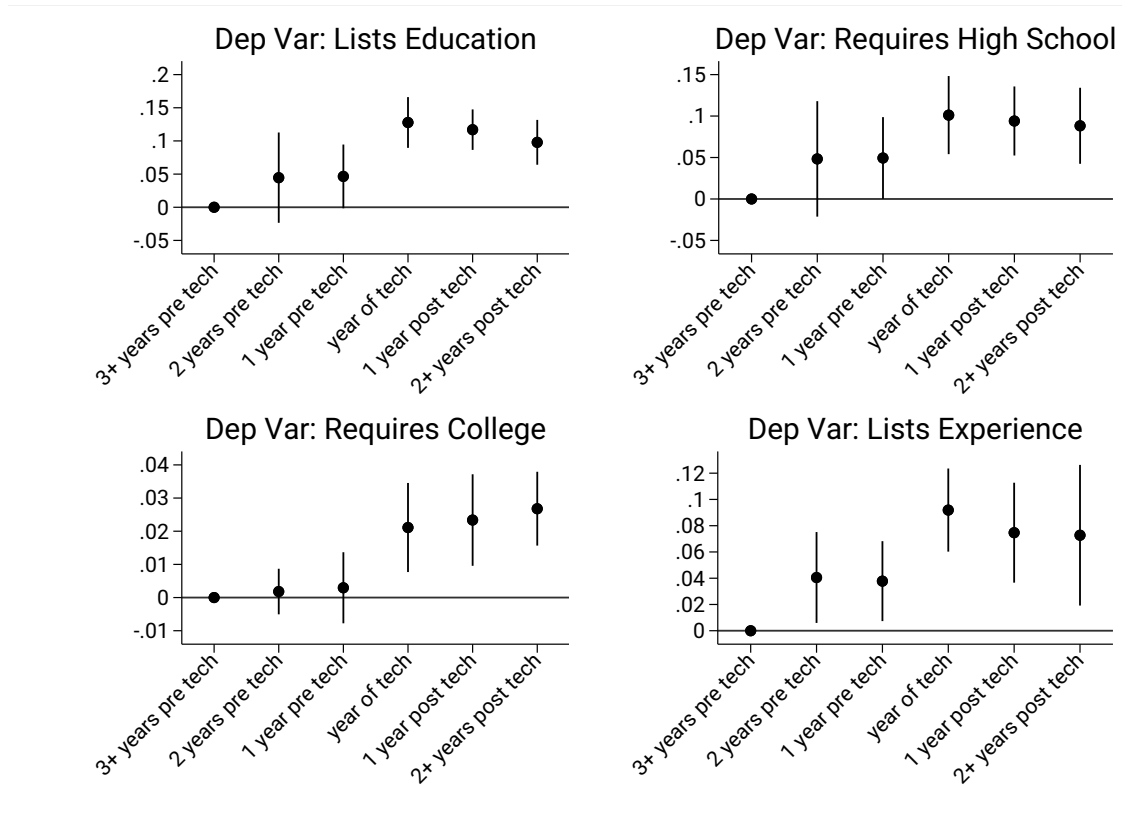 Dep Var: Lists Education
.2
.15
.1
.05
0
-.05
3+ years pre tech
2 years pre tech
1 year pre tech
year of tech
1 year post tech
2+ years post tech
Dep Var: Requires High School
.15
.1
.05
0
-.05
3+ years pre tech
2 years pre tech
1 year pre tech
year of tech
1 year post tech
2+ years post tech
Dep Var: Requires College
.04
.03
.02
.01
0
-.01
3+ years pre tech
2 years pre tech
1 year pre tech
year of tech
1 year post tech
2+ years post tech
Dep Var: Lists Experience
.12
.1
.08
.06
.04
.02
0
3+ years pre tech
2 years pre tech
1 year pre tech
year of tech
1 year post tech
2+ years post tech